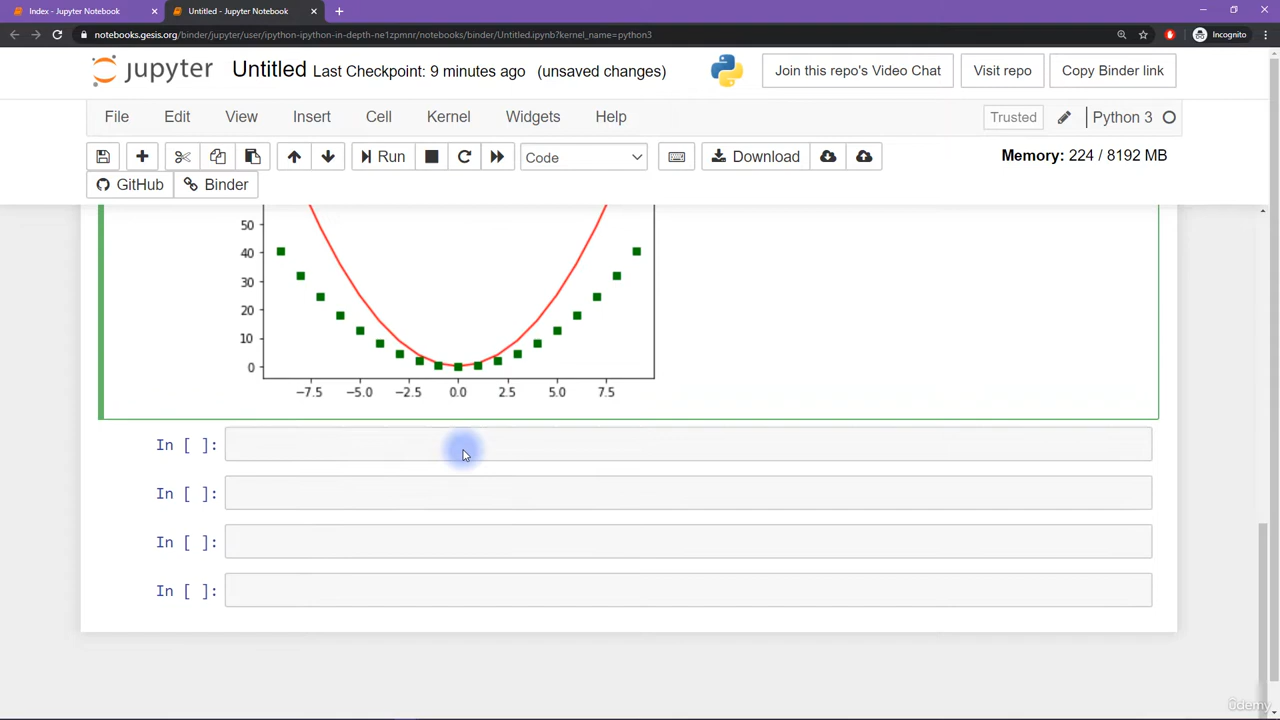 Index - Jupyter Notebook
Untitled - Jupyter Notebook
notebooks.gesis.org/binder/jupyter/user/ipython-ipython-in-depth-ne1zpmnr/notebooks/binder/Untitled.ipynb?kernel_name=python3
Incognito
jupyter Untitled Last Checkpoint: 9 minutes ago (unsaved changes)
Join this repo's Video Chat
Visit repo
Copy Binder link
File Edit View Insert Cell Kernel Widgets Help
Trusted
Python 3
Run
Code
Download
Memory: 224 / 8192 MB
GitHub
Binder
50
40
30
20
10
0
−7.5 −5.0 −2.5 0.0 2.5 5.0 7.5
In [ ]:
In [ ]:
In [ ]:
In [ ]:
ûdemy